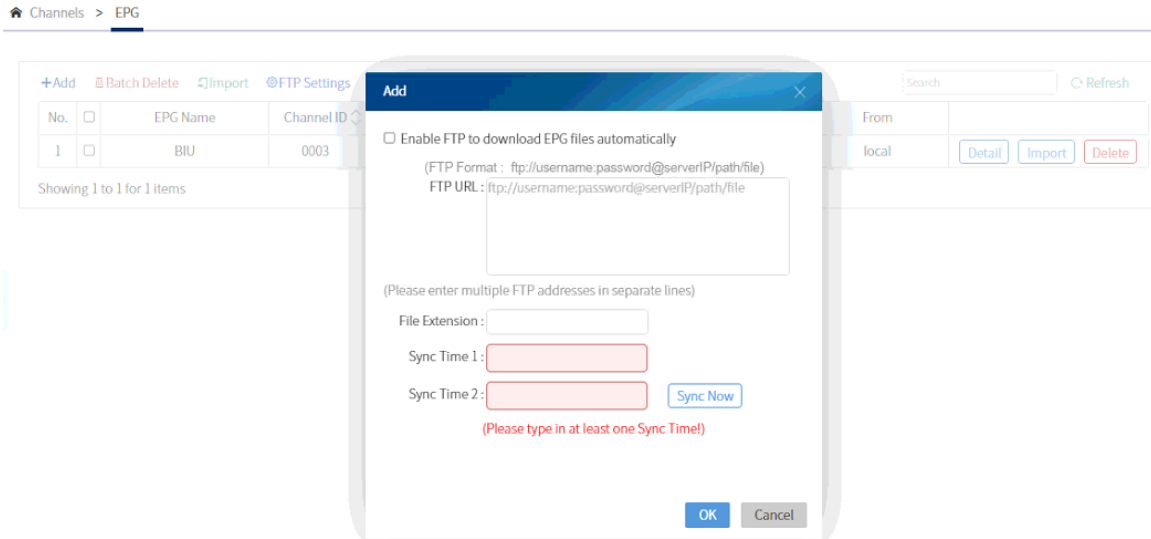 Channels > EPG
+Add Batch Delete Import FTP Settings Search Refresh
No. EPG Name Channel ID From
1 BIU 0003 local Detail Import Delete
Showing 1 to 1 for 1 items
Add
Enable FTP to download EPG files automatically
(FTP Format : ftp://username:password@serverIP/path/file)
FTP URL : ftp://username:password@serverIP/path/file
(Please enter multiple FTP addresses in separate lines)
File Extension :
Sync Time 1 :
Sync Time 2 : Sync Now
(Please type in at least one Sync Time!)
OK Cancel